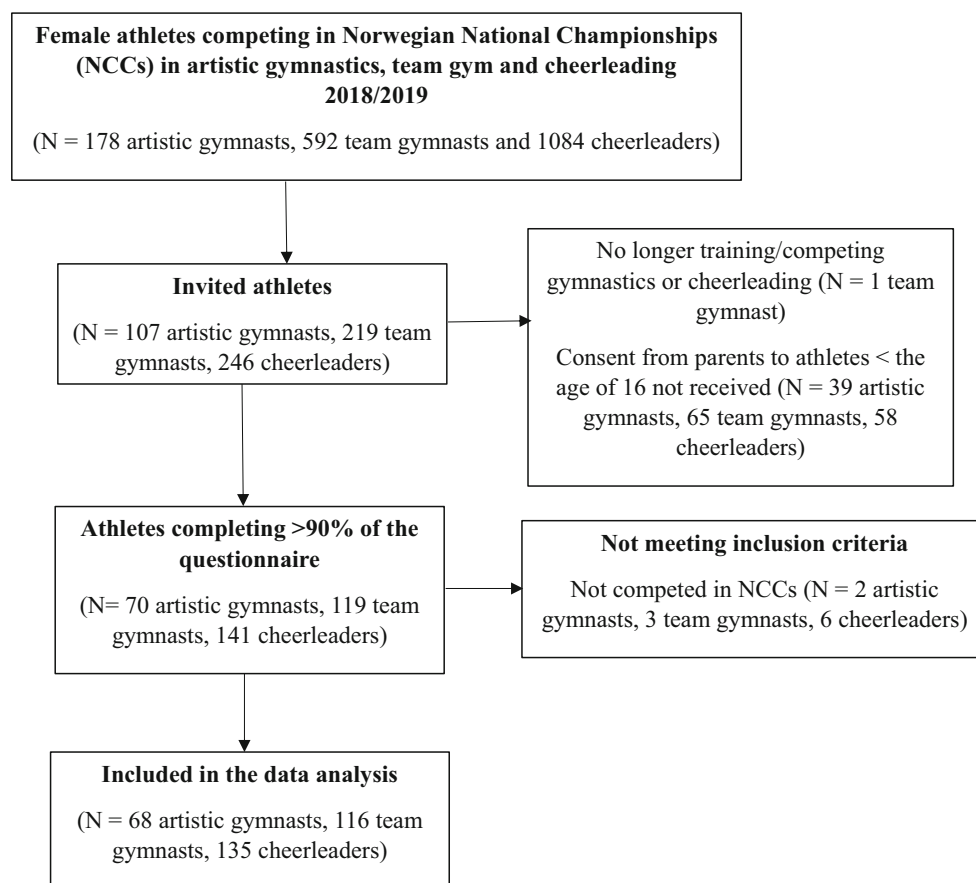 Female athletes competing in Norwegian National Championships
(NCCs) in artistic gymnastics, team gym and cheerleading
2018/2019
(N = 178 artistic gymnasts, 592 team gymnasts and 1084 cheerleaders)
Invited athletes
(N = 107 artistic gymnasts, 219 team
gymnasts, 246 cheerleaders)
No longer training/competing
gymnastics or cheerleading (N = 1 team
gymnast)
Consent from parents to athletes < the
age of 16 not received (N = 39 artistic
gymnasts, 65 team gymnasts, 58
cheerleaders)
Athletes completing >90% of the
questionnaire
(N= 70 artistic gymnasts, 119 team
gymnasts, 141 cheerleaders)
Not meeting inclusion criteria
Not competed in NCCs (N = 2 artistic
gymnasts, 3 team gymnasts, 6 cheerleaders)
Included in the data analysis
(N = 68 artistic gymnasts, 116 team
gymnasts, 135 cheerleaders)